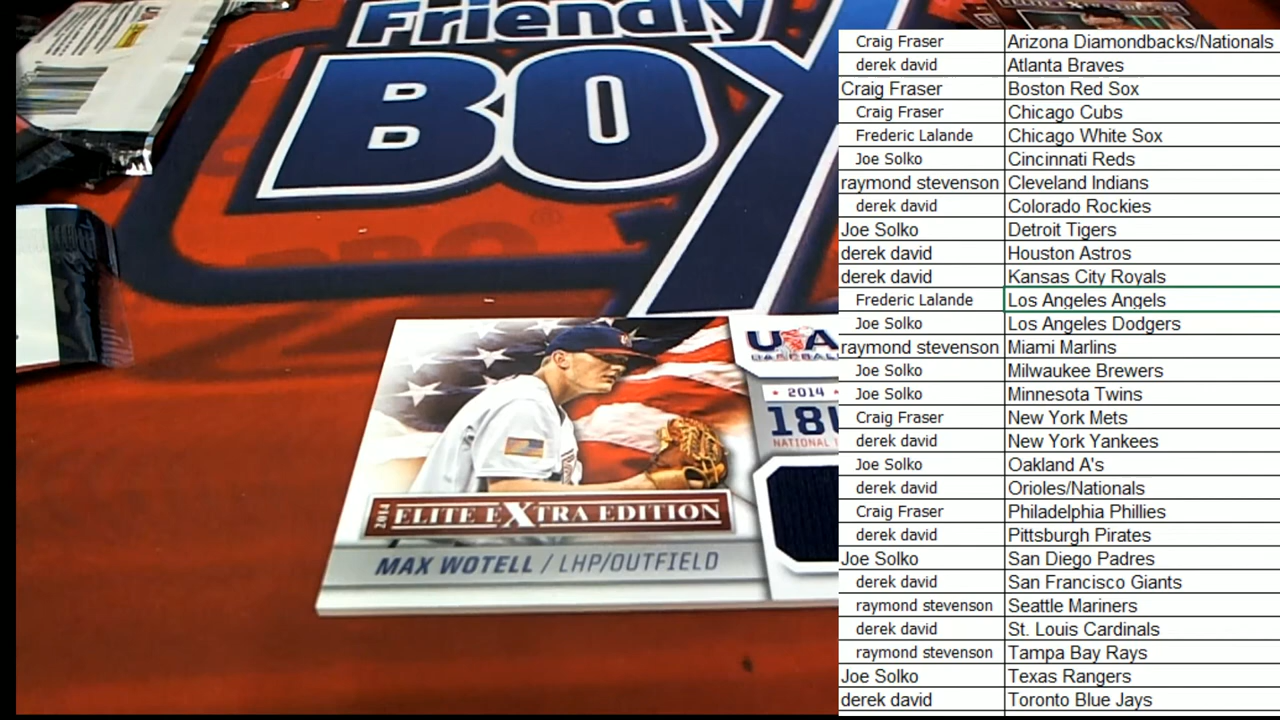 Friendly
BOX
USA
BASEBALL
2014
18U
NATIONAL
2014 ELITE EXTRA EDITION
MAX WOTELL / LHP/OUTFIELD
ELITE EXTRA EDITION
Craig Fraser Arizona Diamondbacks/Nationals
derek david Atlanta Braves
Craig Fraser Boston Red Sox
Craig Fraser Chicago Cubs
Frederic Lalande Chicago White Sox
Joe Solko Cincinnati Reds
raymond stevenson Cleveland Indians
derek david Colorado Rockies
Joe Solko Detroit Tigers
derek david Houston Astros
derek david Kansas City Royals
Frederic Lalande Los Angeles Angels
Joe Solko Los Angeles Dodgers
raymond stevenson Miami Marlins
Joe Solko Milwaukee Brewers
Joe Solko Minnesota Twins
Craig Fraser New York Mets
derek david New York Yankees
Joe Solko Oakland A's
derek david Orioles/Nationals
Craig Fraser Philadelphia Phillies
derek david Pittsburgh Pirates
Joe Solko San Diego Padres
derek david San Francisco Giants
raymond stevenson Seattle Mariners
derek david St. Louis Cardinals
raymond stevenson Tampa Bay Rays
Joe Solko Texas Rangers
derek david Toronto Blue Jays